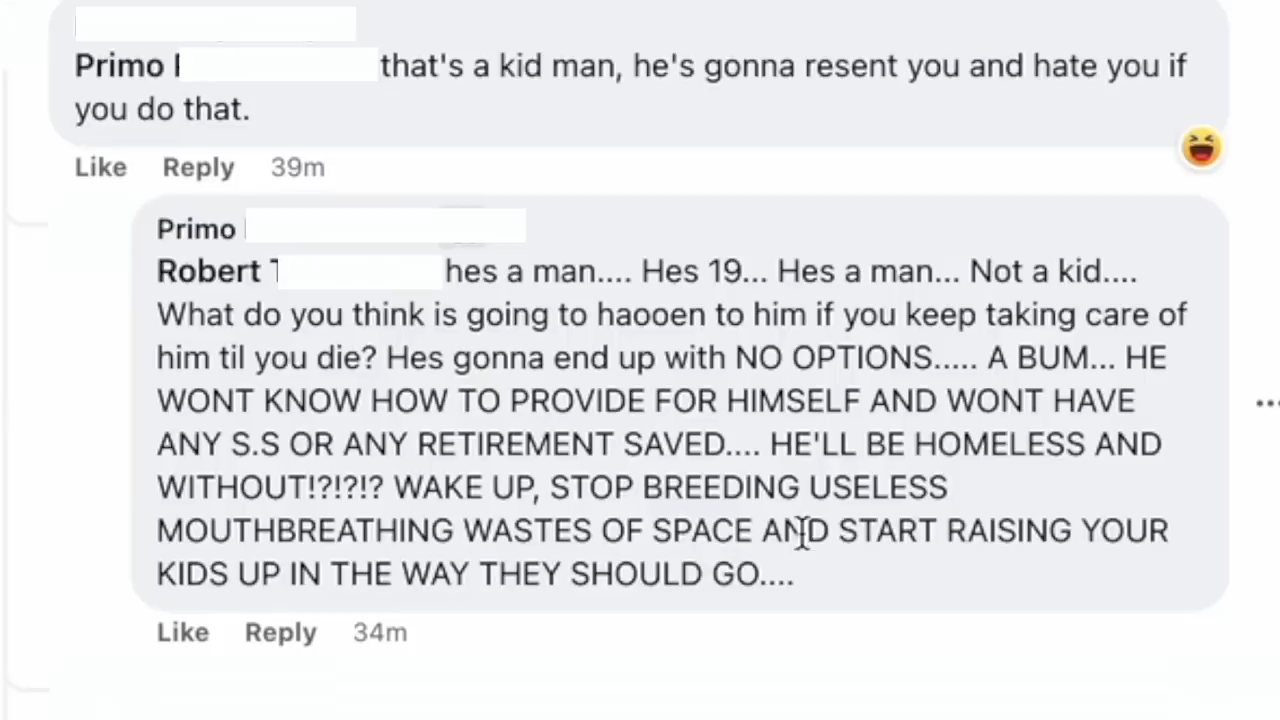 Primo
that's a kid man, he's gonna resent you and hate you if
you do that.
Like Reply 39m
Primo
Robert T hes a man.... Hes 19... Hes a man... Not a kid....
What do you think is going to haooen to him if you keep taking care of
him til you die? Hes gonna end up with NO OPTIONS..... A BUM... HE
WONT KNOW HOW TO PROVIDE FOR HIMSELF AND WONT HAVE
ANY S.S OR ANY RETIREMENT SAVED.... HE'LL BE HOMELESS AND
WITHOUT!?!?!? WAKE UP, STOP BREEDING USELESS
MOUTHBREATHING WASTES OF SPACE AND START RAISING YOUR
KIDS UP IN THE WAY THEY SHOULD GO....
Like Reply 34m